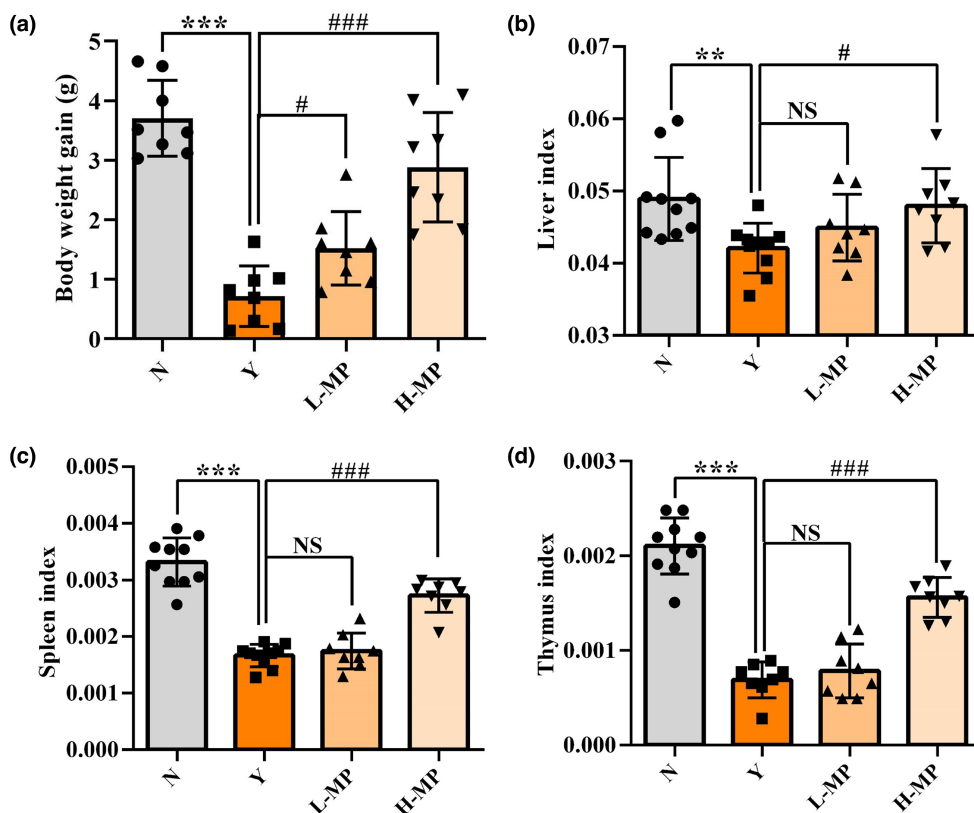 (a)
Body weight gain (g)
5
4
3
2
1
0
***
###
#
N
Y
L-MP
H-MP
(b)
Liver index
0.07
0.06
0.05
0.04
0.03
**
#
NS
N
Y
L-MP
H-MP
(c)
Spleen index
0.005
0.004
0.003
0.002
0.001
0.000
***
###
NS
N
Y
L-MP
H-MP
(d)
Thymus index
0.003
0.002
0.001
0.000
***
###
NS
N
Y
L-MP
H-MP